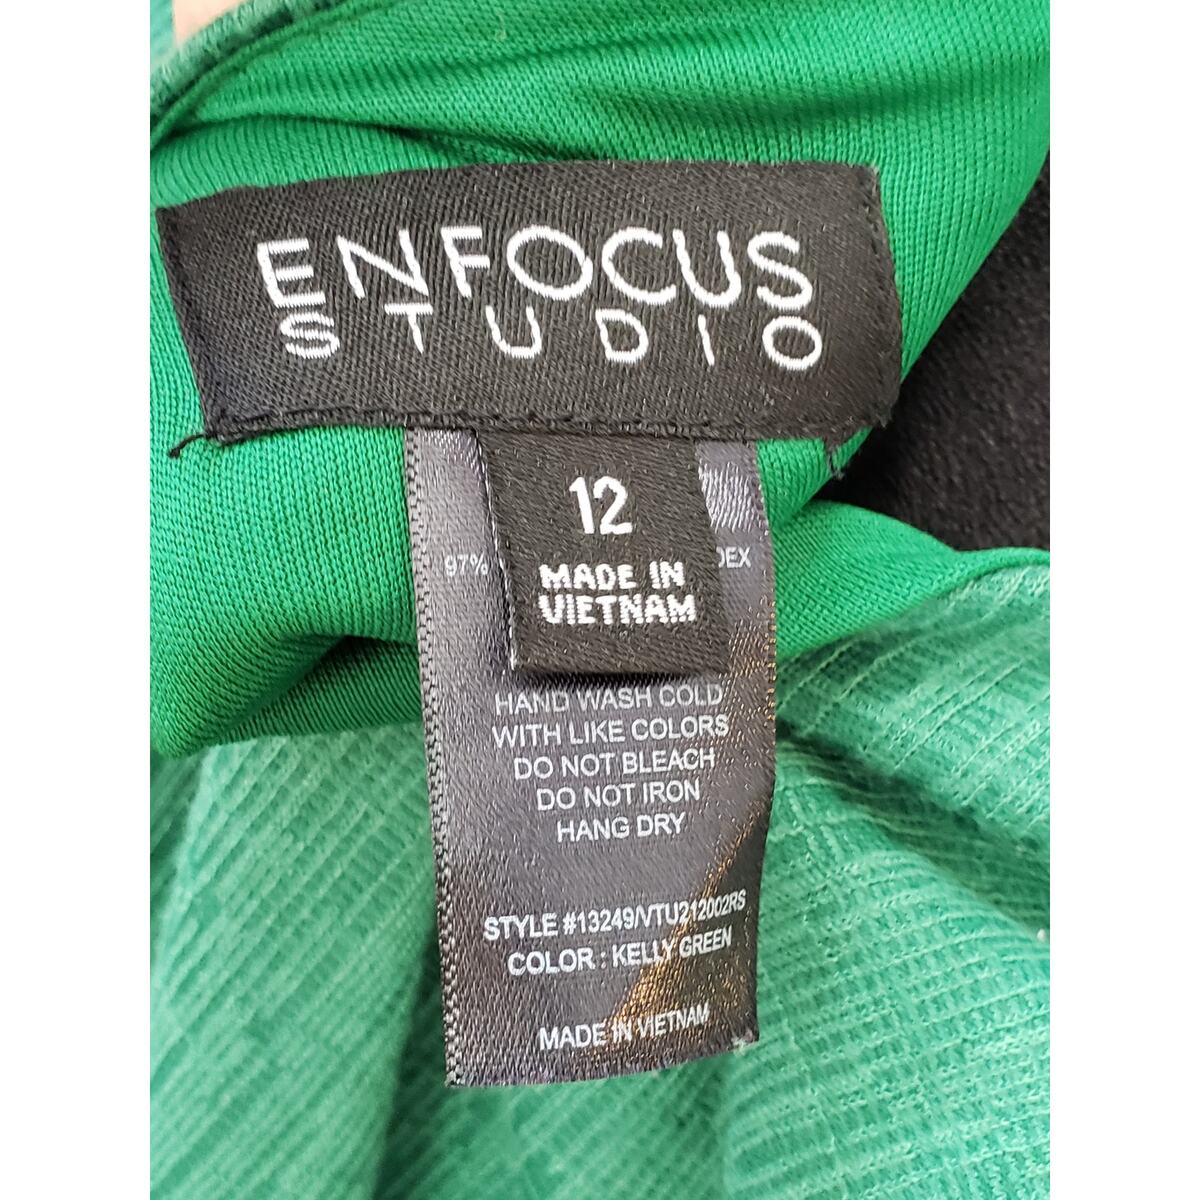 ENFOCUS
STUDIO
12
MADE IN
VIETNAM
97%
HAND WASH COLD
WITH LIKE COLORS
DO NOT BLEACH
DO NOT IRON
HANG DRY
STYLE #13249/VTU212002RS
COLOR : KELLY GREEN
MADE IN VIETNAM